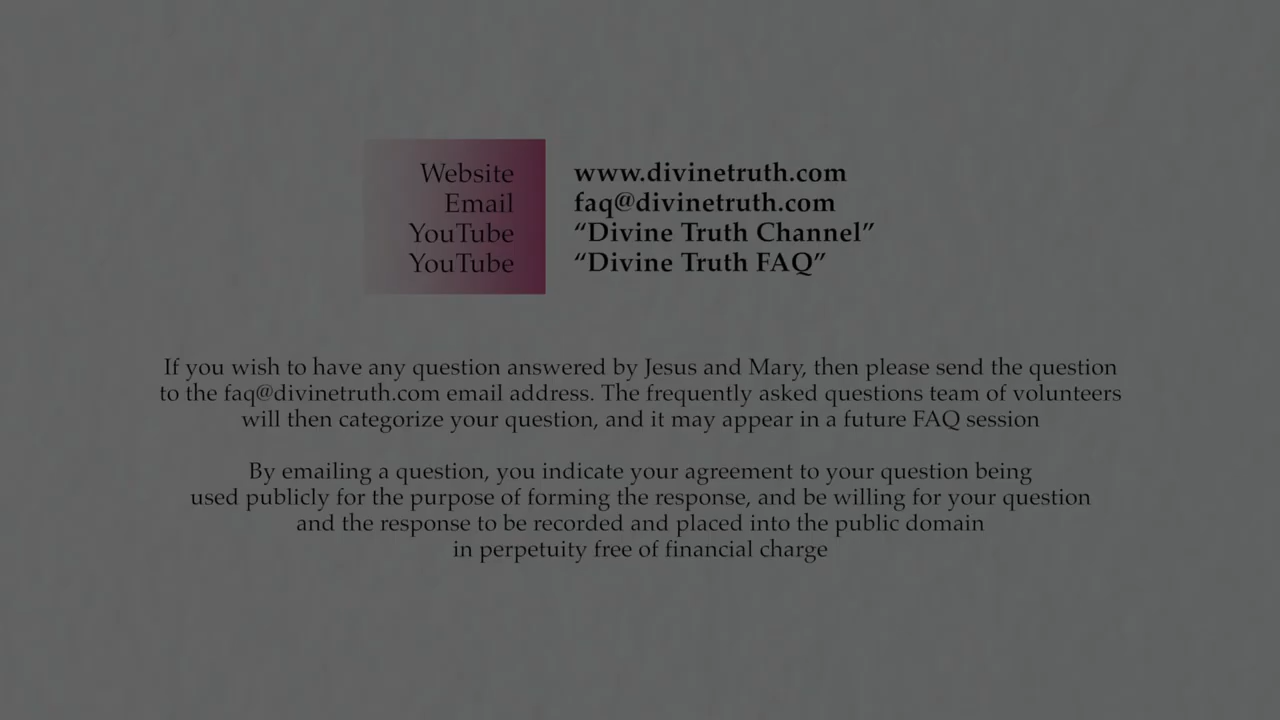 Website www.divinetruth.com
Email faq@divinetruth.com
YouTube “Divine Truth Channel”
YouTube “Divine Truth FAQ”
If you wish to have any question answered by Jesus and Mary, then please send the question
to the faq@divinetruth.com email address. The frequently asked questions team of volunteers
will then categorize your question, and it may appear in a future FAQ session
By emailing a question, you indicate your agreement to your question being
used publicly for the purpose of forming the response, and be willing for your question
and the response to be recorded and placed into the public domain
in perpetuity free of financial charge